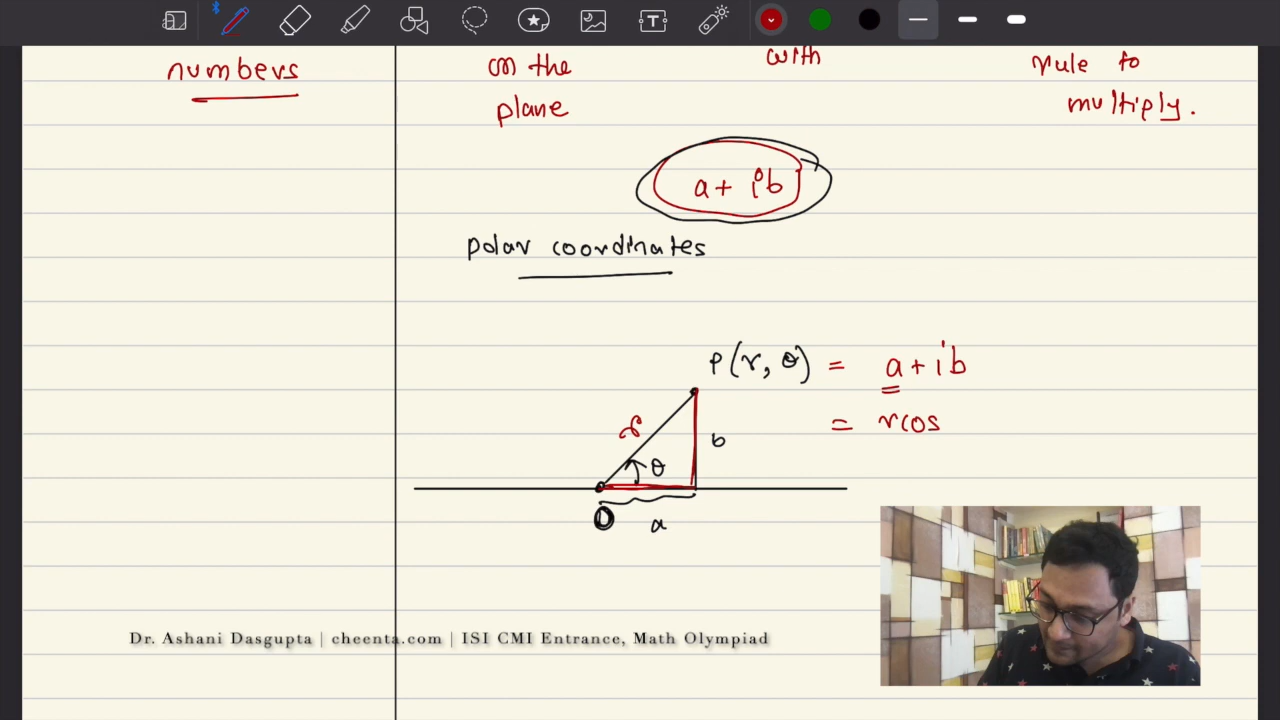 numbers
on the
plane
with
rule to
multiply.
a + ib
polar coordinates
P(r, θ) = a + ib
= rcos
r
b
θ
O
a
Dr. Ashani Dasgupta | cheenta.com | ISI CMI Entrance, Math Olympiad